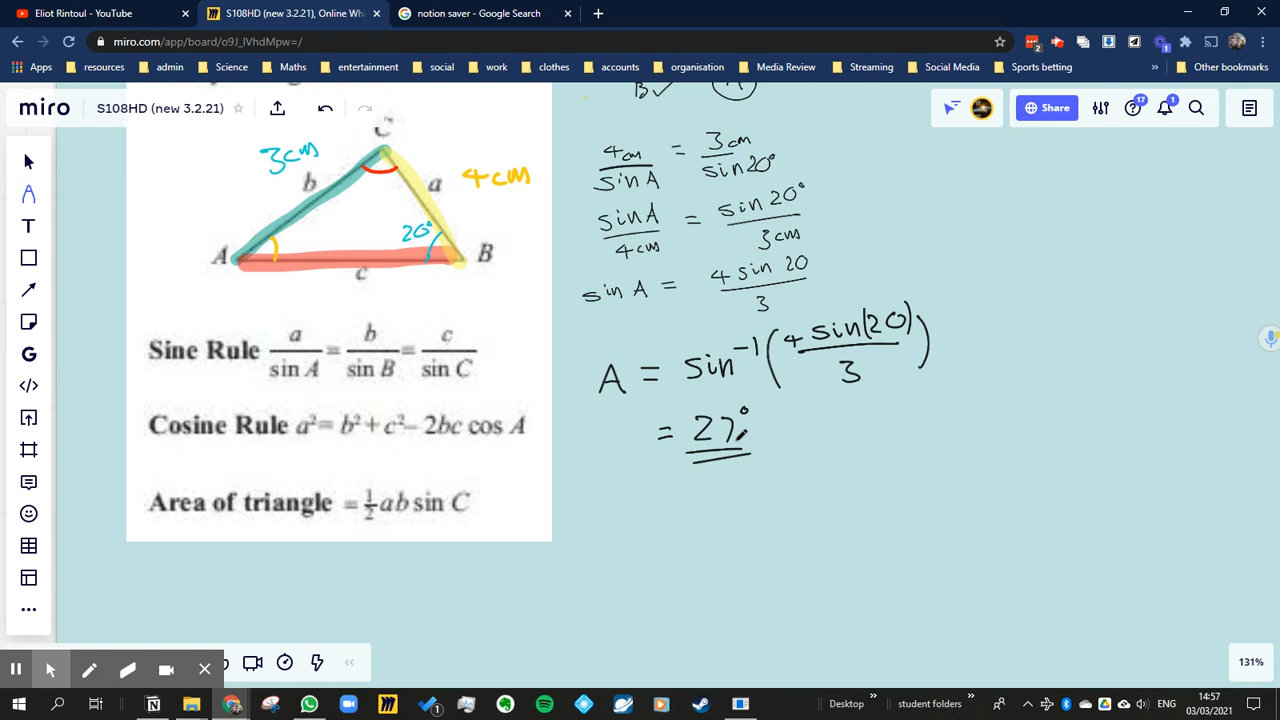 Eliot Rintoul - YouTube
S108HD (new 3.2.21), Online Wh
notion saver - Google Search
miro.com/app/board/o9J_lVhdMpw=/
Apps resources admin Science Maths entertainment social work clothes accounts organisation Media Review Streaming Social Media Sports betting » Other bookmarks
miro S108HD (new 3.2.21) Share 17 1
B✓ A
C
3cm
b a 4cm
20°
A B
c
Sine Rule a/sin A = b/sin B = c/sin C
Cosine Rule a² = b² + c² – 2bc cos A
Area of triangle = ½ab sin C
4cm/sin A = 3cm/sin 20°
sin A/4cm = sin 20°/3cm
sin A = 4 sin 20/3
A = sin⁻¹(4 sin(20)/3)
= 27°
131%
Desktop » student folders » ENG 14:57
03/03/2021